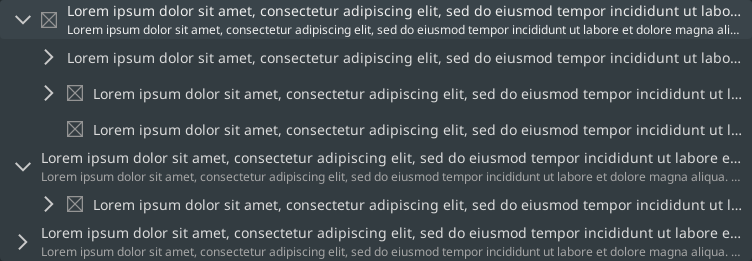 Lorem ipsum dolor sit amet, consectetur adipiscing elit, sed do eiusmod tempor incididunt ut labo...
Lorem ipsum dolor sit amet, consectetur adipiscing elit, sed do eiusmod tempor incididunt ut labore et dolore magna ali...
Lorem ipsum dolor sit amet, consectetur adipiscing elit, sed do eiusmod tempor incididunt ut labo...
Lorem ipsum dolor sit amet, consectetur adipiscing elit, sed do eiusmod tempor incididunt ut l...
Lorem ipsum dolor sit amet, consectetur adipiscing elit, sed do eiusmod tempor incididunt ut l...
Lorem ipsum dolor sit amet, consectetur adipiscing elit, sed do eiusmod tempor incididunt ut labore e...
Lorem ipsum dolor sit amet, consectetur adipiscing elit, sed do eiusmod tempor incididunt ut labore et dolore magna aliqua. ...
Lorem ipsum dolor sit amet, consectetur adipiscing elit, sed do eiusmod tempor incididunt ut l...
Lorem ipsum dolor sit amet, consectetur adipiscing elit, sed do eiusmod tempor incididunt ut labore e...
Lorem ipsum dolor sit amet, consectetur adipiscing elit, sed do eiusmod tempor incididunt ut labore et dolore magna aliqua. ...